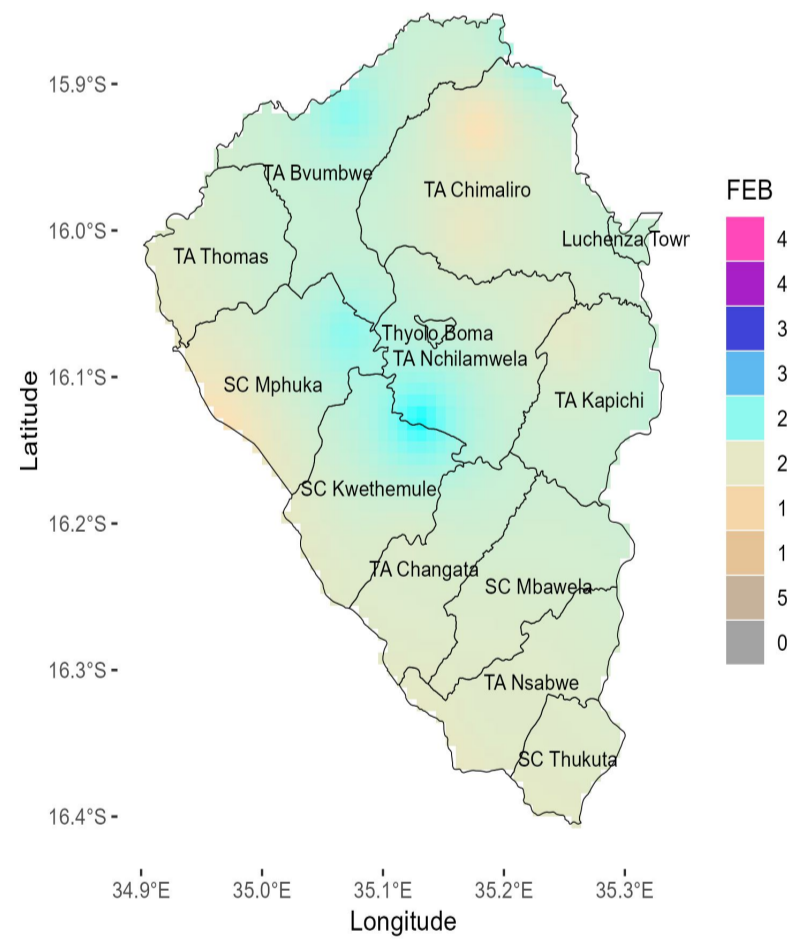 15.9°S
16.0°S
16.1°S
16.2°S
16.3°S
16.4°S
Latitude
TA Bvumbwe
TA Chimaliro
Luchenza Towr
TA Thomas
Thyolo Boma
TA Nchilamwela
SC Mphuka
TA Kapichi
SC Kwethemule
TA Changata
SC Mbawela
TA Nsabwe
SC Thukuta
34.9°E 35.0°E 35.1°E 35.2°E 35.3°E
Longitude
FEB
4
4
3
3
2
2
1
1
5
0